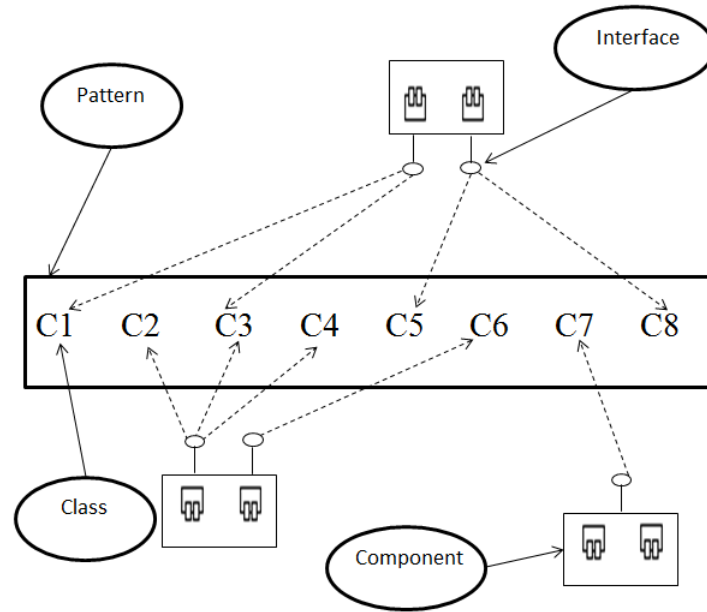 Interface
Pattern
C1 C2 C3 C4 C5 C6 C7 C8
Class
Component